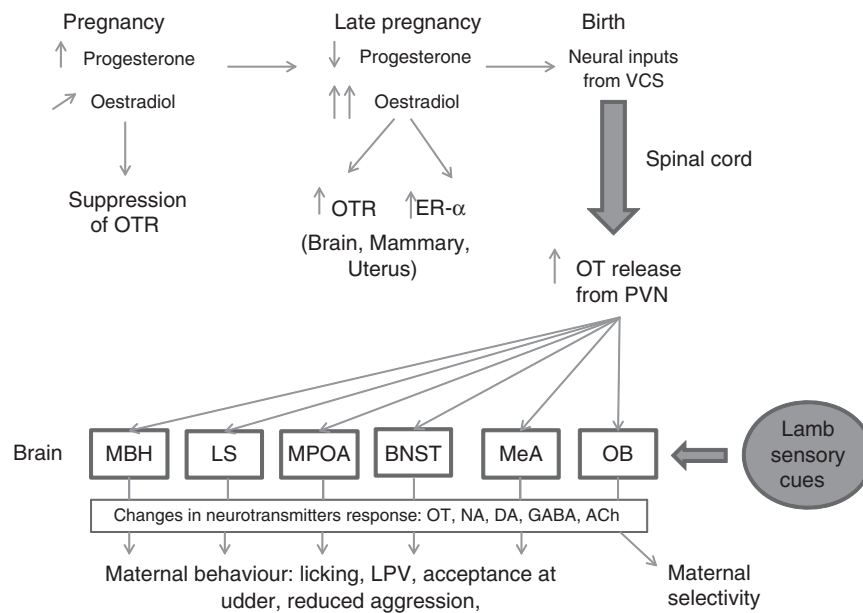 Pregnancy
↑ Progesterone
↗ Oestradiol
Suppression
of OTR
Late pregnancy
↓ Progesterone
↑↑ Oestradiol
↑ OTR ↑ER-α
(Brain, Mammary,
Uterus)
Birth
Neural inputs
from VCS
Spinal cord
↑ OT release
from PVN
Brain
MBH
LS
MPOA
BNST
MeA
OB
Lamb
sensory
cues
Changes in neurotransmitters response: OT, NA, DA, GABA, ACh
Maternal behaviour: licking, LPV, acceptance at
udder, reduced aggression,
Maternal
selectivity